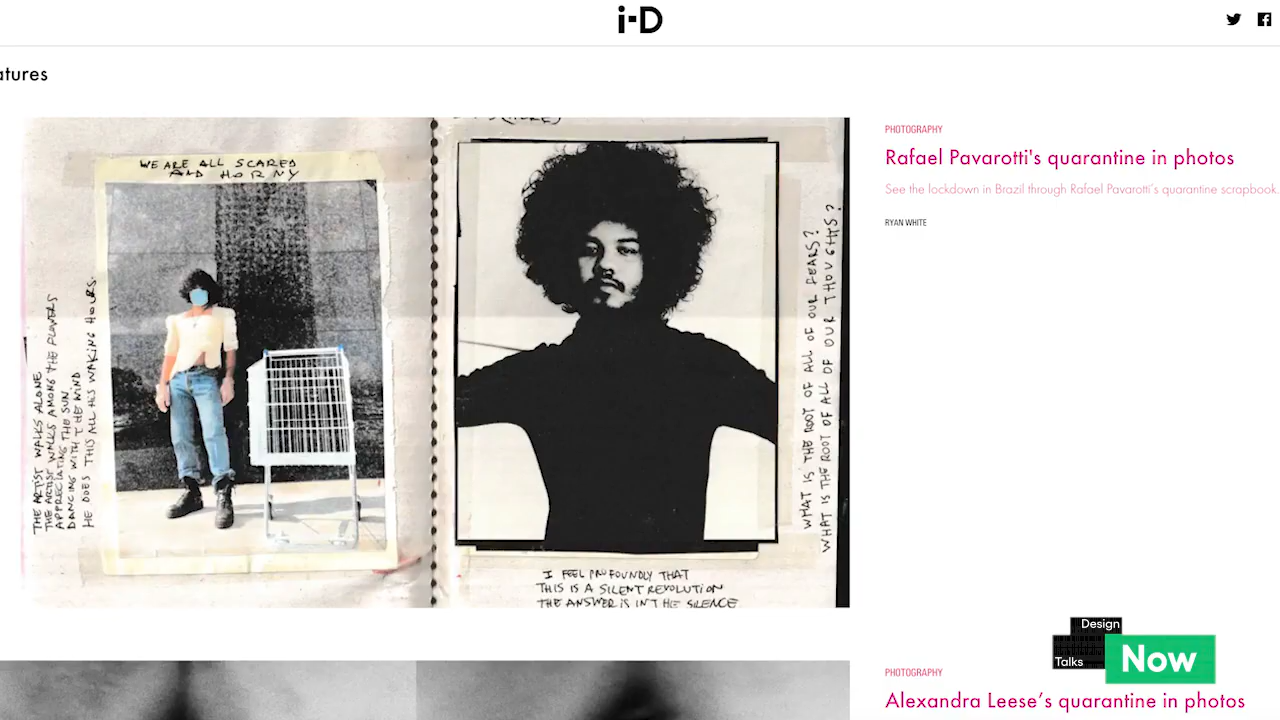 i-D
atures
WE ARE ALL SCARED
AND HORNY
THE ARTIST WALKS ALONE
THE ARTIST WALKS AMONG THE FLOWERS
APPRECIATING THE SUN
DANCING WITH THE WIND
HE DOES THIS ALL HIS WAKING HOURS.
WHAT IS THE ROOT OF ALL OF OUR FEARS?
WHAT IS THE ROOT OF ALL OF OUR THOUGHTS?
I FEEL PROFOUNDLY THAT
THIS IS A SILENT REVOLUTION
THE ANSWER IS IN THE SILENCE
PHOTOGRAPHY
Rafael Pavarotti's quarantine in photos
See the lockdown in Brazil through Rafael Pavarotti's quarantine scrapbook.
RYAN WHITE
Design
Talks
Now
PHOTOGRAPHY
Alexandra Leese's quarantine in photos